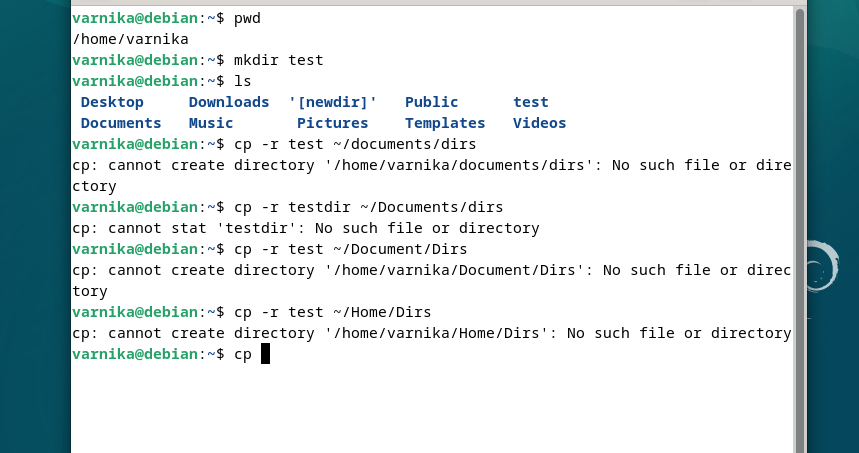 varnika@debian:~$ pwd
/home/varnika
varnika@debian:~$ mkdir test
varnika@debian:~$ ls
Desktop Downloads '[newdir]' Public test
Documents Music Pictures Templates Videos
varnika@debian:~$ cp -r test ~/documents/dirs
cp: cannot create directory '/home/varnika/documents/dirs': No such file or dire
ctory
varnika@debian:~$ cp -r testdir ~/Documents/dirs
cp: cannot stat 'testdir': No such file or directory
varnika@debian:~$ cp -r test ~/Document/Dirs
cp: cannot create directory '/home/varnika/Document/Dirs': No such file or direc
tory
varnika@debian:~$ cp -r test ~/Home/Dirs
cp: cannot create directory '/home/varnika/Home/Dirs': No such file or directory
varnika@debian:~$ cp